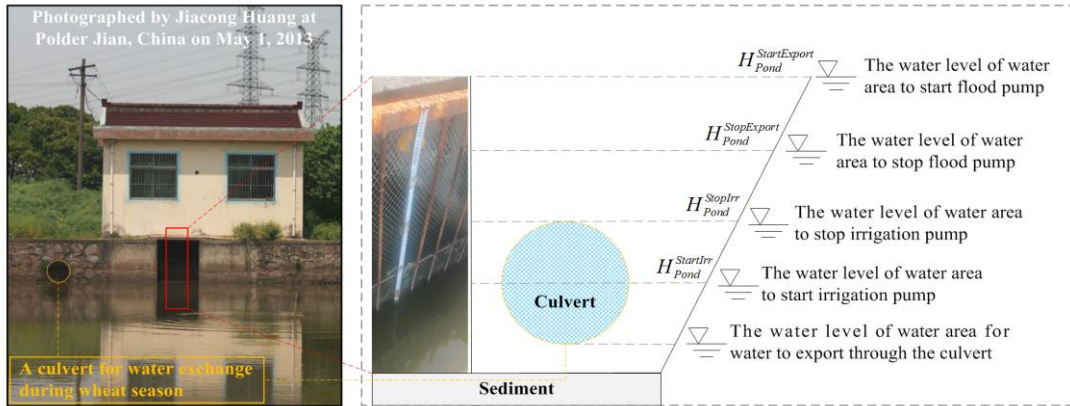 Photographed by Jiacong Huang at
Polder Jian, China on May 1, 2013
A culvert for water exchange
during wheat season
Culvert
Sediment
H_Pond^StartExport
The water level of water
area to start flood pump
H_Pond^StopExport
The water level of water
area to stop flood pump
H_Pond^StopIrr
The water level of water area
to stop irrigation pump
H_Pond^StartIrr
The water level of water area
to start irrigation pump
The water level of water area for
water to export through the culvert